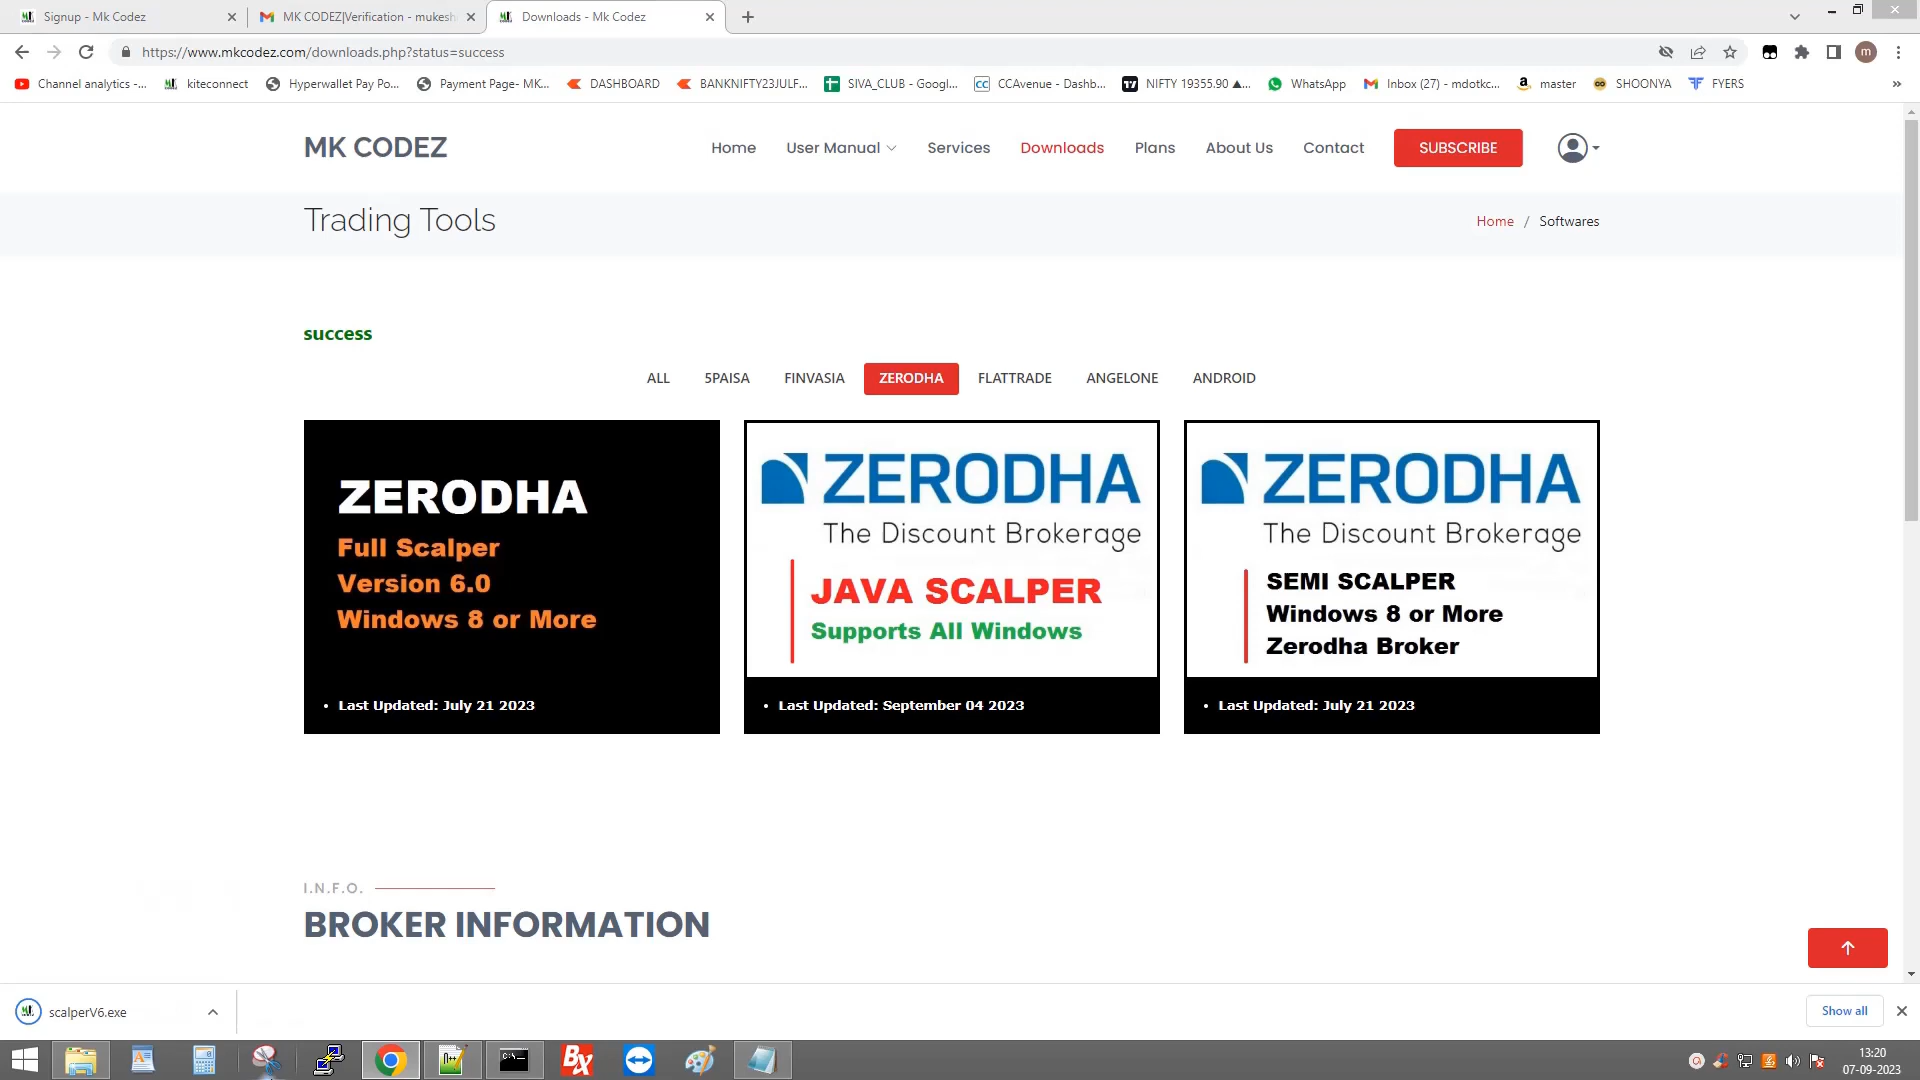 Signup - Mk Codez
MK CODEZ|Verification - mukesh
Downloads - Mk Codez
https://www.mkcodez.com/downloads.php?status=success
m
Channel analytics -...
kiteconnect
Hyperwallet Pay Po...
Payment Page- MK...
DASHBOARD
BANKNIFTY23JULF...
SIVA_CLUB - Googl...
CCAvenue - Dashb...
NIFTY 19355.90 ▲...
WhatsApp
Inbox (27) - mdotkc...
master
SHOONYA
FYERS
»
MK CODEZ
Home
User Manual
Services
Downloads
Plans
About Us
Contact
SUBSCRIBE
Trading Tools
Home / Softwares
success
ALL
5PAISA
FINVASIA
ZERODHA
FLATTRADE
ANGELONE
ANDROID
ZERODHA
Full Scalper
Version 6.0
Windows 8 or More
• Last Updated: July 21 2023
ZERODHA
The Discount Brokerage
JAVA SCALPER
Supports All Windows
• Last Updated: September 04 2023
ZERODHA
The Discount Brokerage
SEMI SCALPER
Windows 8 or More
Zerodha Broker
• Last Updated: July 21 2023
I.N.F.O.
BROKER INFORMATION
scalperV6.exe
Show all
13:20
07-09-2023